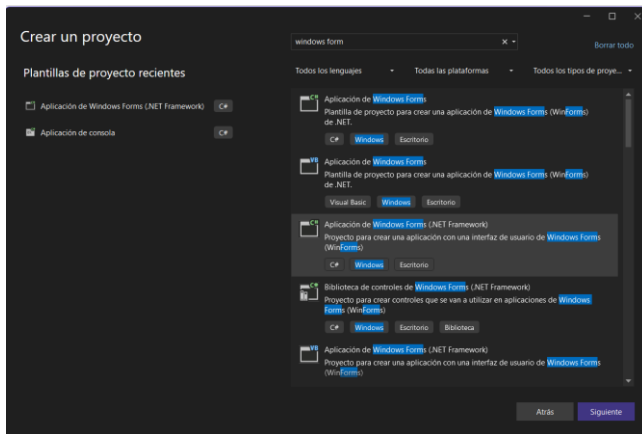 Crear un proyecto
windows form
Borrar todo
Plantillas de proyecto recientes
Todos los lenguajes
Todas las plataformas
Todos los tipos de proye...
Aplicación de Windows Forms (.NET Framework) C#
Aplicación de consola C#
C#
Aplicación de Windows Forms
Plantilla de proyecto para crear una aplicación de Windows Forms (WinForms)
de .NET.
C# Windows Escritorio
VB
Aplicación de Windows Forms
Plantilla de proyecto para crear una aplicación de Windows Forms (WinForms)
de .NET.
Visual Basic Windows Escritorio
C#
Aplicación de Windows Forms (.NET Framework)
Proyecto para crear una aplicación con una interfaz de usuario de Windows Forms
(WinForms)
C# Windows Escritorio
C#
Biblioteca de controles de Windows Forms (.NET Framework)
Proyecto para crear controles que se van a utilizar en aplicaciones de Windows
Forms (WinForms)
C# Windows Escritorio Biblioteca
VB
Aplicación de Windows Forms (.NET Framework)
Proyecto para crear una aplicación con una interfaz de usuario de Windows Forms
(WinForms)
Atrás
Siguiente